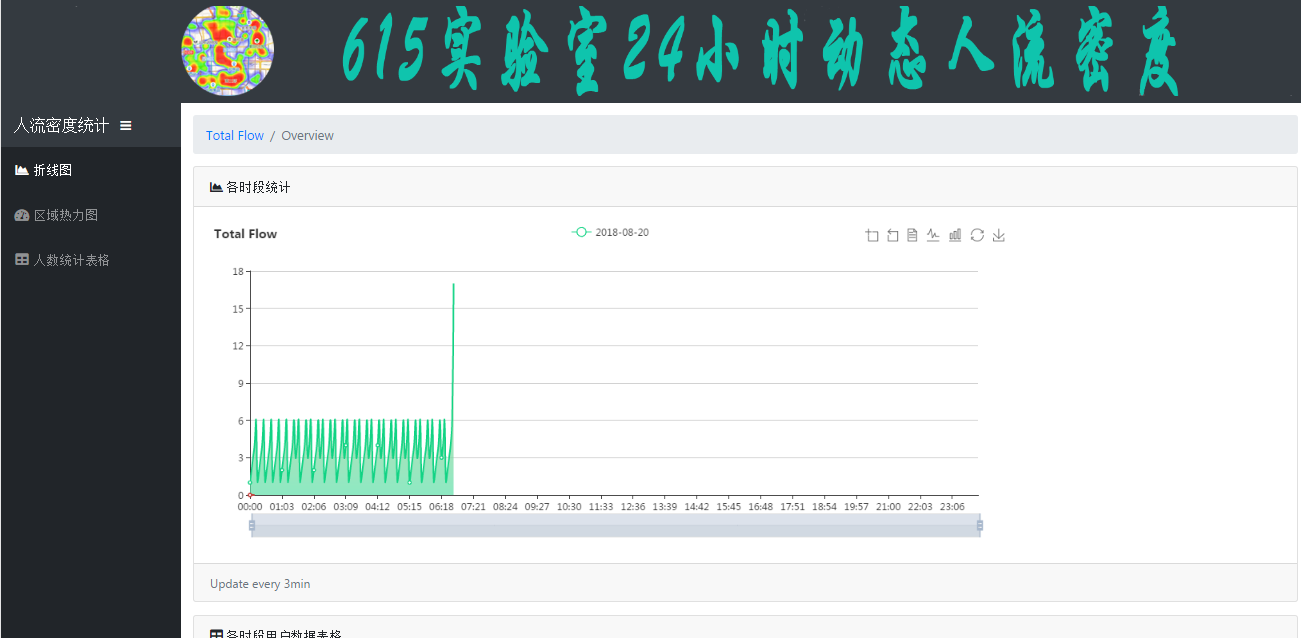 615实验室24小时动态人流密度
人流密度统计
折线图
区域热力图
人数统计表格
Total Flow / Overview
各时段统计
Total Flow
2018-08-20
18
15
12
9
6
3
0
00:00 01:03 02:06 03:09 04:12 05:15 06:18 07:21 08:24 09:27 10:30 11:33 12:36 13:39 14:42 15:45 16:48 17:51 18:54 19:57 21:00 22:03 23:06
Update every 3min
各时段用户数据表格